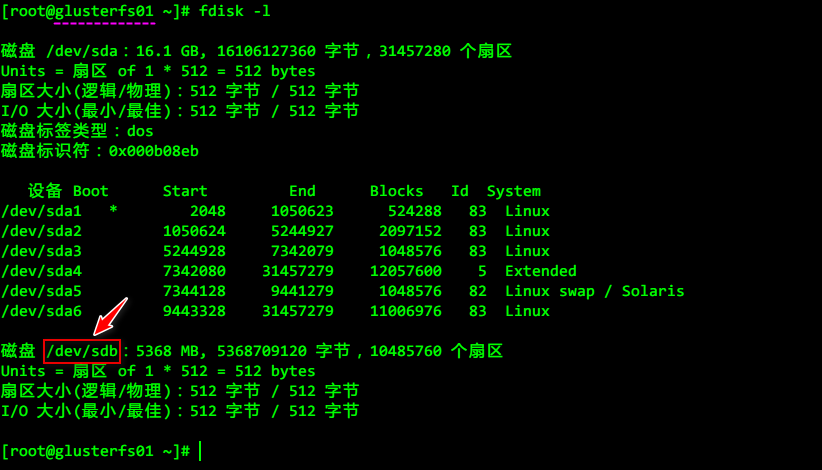 [root@glusterfs01 ~]# fdisk -l
磁盘 /dev/sda：16.1 GB, 16106127360 字节，31457280 个扇区
Units = 扇区 of 1 * 512 = 512 bytes
扇区大小(逻辑/物理)：512 字节 / 512 字节
I/O 大小(最小/最佳)：512 字节 / 512 字节
磁盘标签类型：dos
磁盘标识符：0x000b08eb
设备 Boot      Start         End      Blocks   Id  System
/dev/sda1   *        2048     1050623      524288   83  Linux
/dev/sda2         1050624     5244927     2097152   83  Linux
/dev/sda3         5244928     7342079     1048576   83  Linux
/dev/sda4         7342080    31457279    12057600    5  Extended
/dev/sda5         7344128     9441279     1048576   82  Linux swap / Solaris
/dev/sda6         9443328    31457279    11006976   83  Linux
磁盘 /dev/sdb：5368 MB, 5368709120 字节，10485760 个扇区
Units = 扇区 of 1 * 512 = 512 bytes
扇区大小(逻辑/物理)：512 字节 / 512 字节
I/O 大小(最小/最佳)：512 字节 / 512 字节
[root@glusterfs01 ~]#